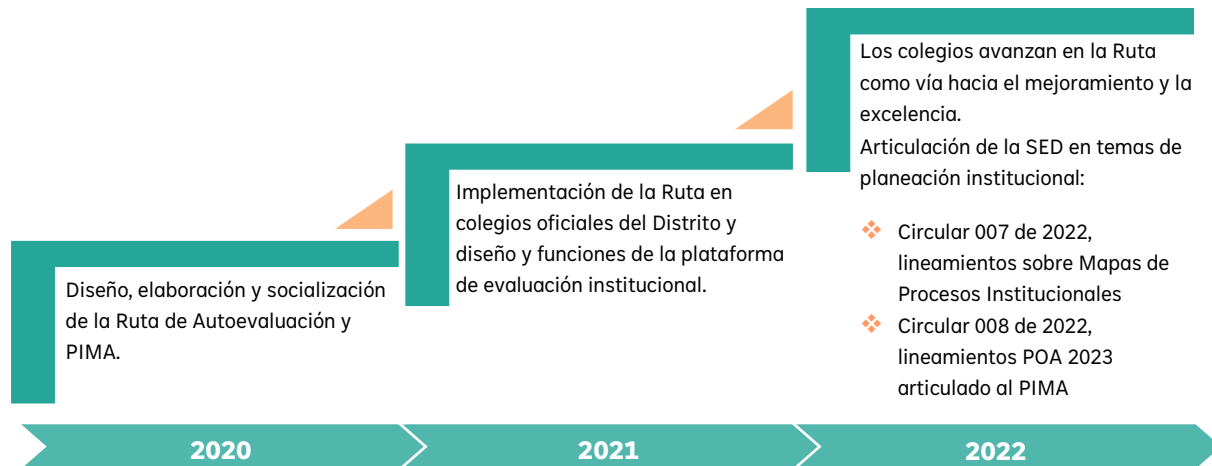 Diseño, elaboración y socialización
de la Ruta de Autoevaluación y
PIMA.
Implementación de la Ruta en
colegios oficiales del Distrito y
diseño y funciones de la plataforma
de evaluación institucional.
Los colegios avanzan en la Ruta
como vía hacia el mejoramiento y la
excelencia.
Articulación de la SED en temas de
planeación institucional:
Circular 007 de 2022,
lineamientos sobre Mapas de
Procesos Institucionales
Circular 008 de 2022,
lineamientos POA 2023
articulado al PIMA
2020
2021
2022